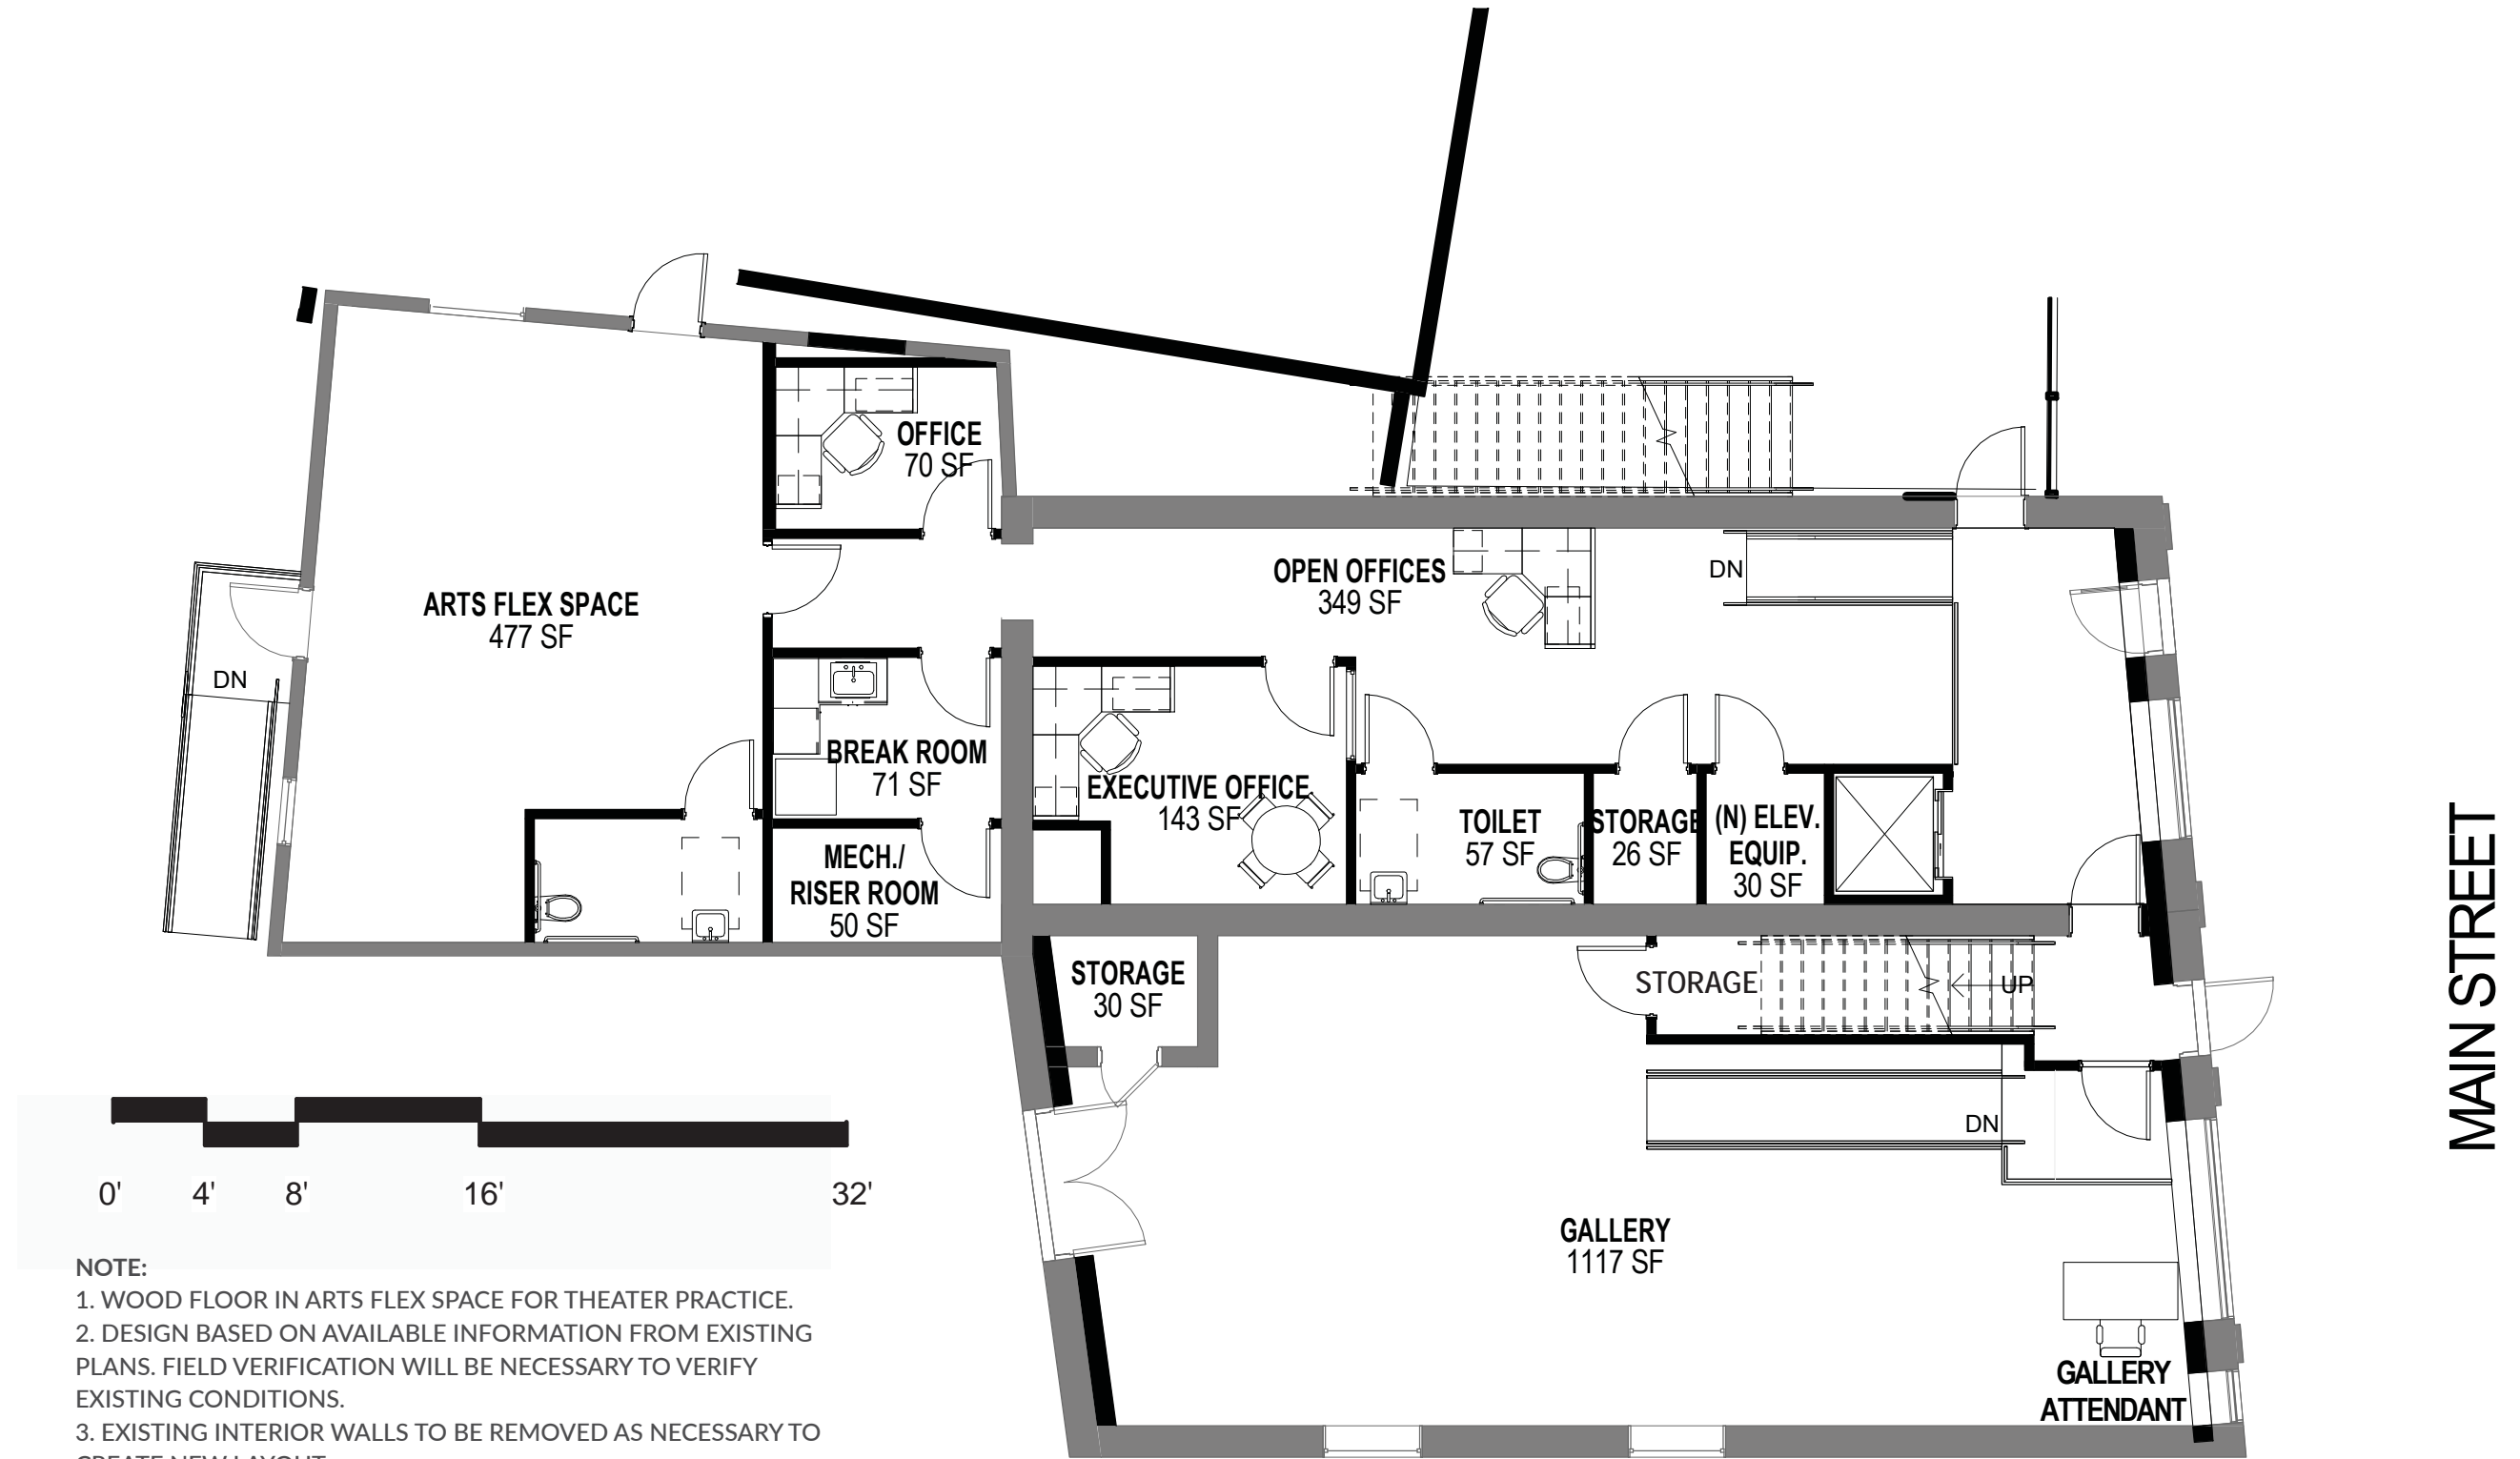 OFFICE
70 SF
OPEN OFFICES
349 SF
DN
ARTS FLEX SPACE
477 SF
DN
BREAK ROOM
71 SF
EXECUTIVE OFFICE
143 SF
TOILET
57 SF
STORAGE
26 SF
(N) ELEV.
EQUIP.
30 SF
MECH./
RISER ROOM
50 SF
STORAGE
30 SF
STORAGE
UP
DN
MAIN STREET
GALLERY
1117 SF
GALLERY
ATTENDANT
0' 4' 8' 16' 32'
NOTE:
1. WOOD FLOOR IN ARTS FLEX SPACE FOR THEATER PRACTICE.
2. DESIGN BASED ON AVAILABLE INFORMATION FROM EXISTING
PLANS. FIELD VERIFICATION WILL BE NECESSARY TO VERIFY
EXISTING CONDITIONS.
3. EXISTING INTERIOR WALLS TO BE REMOVED AS NECESSARY TO